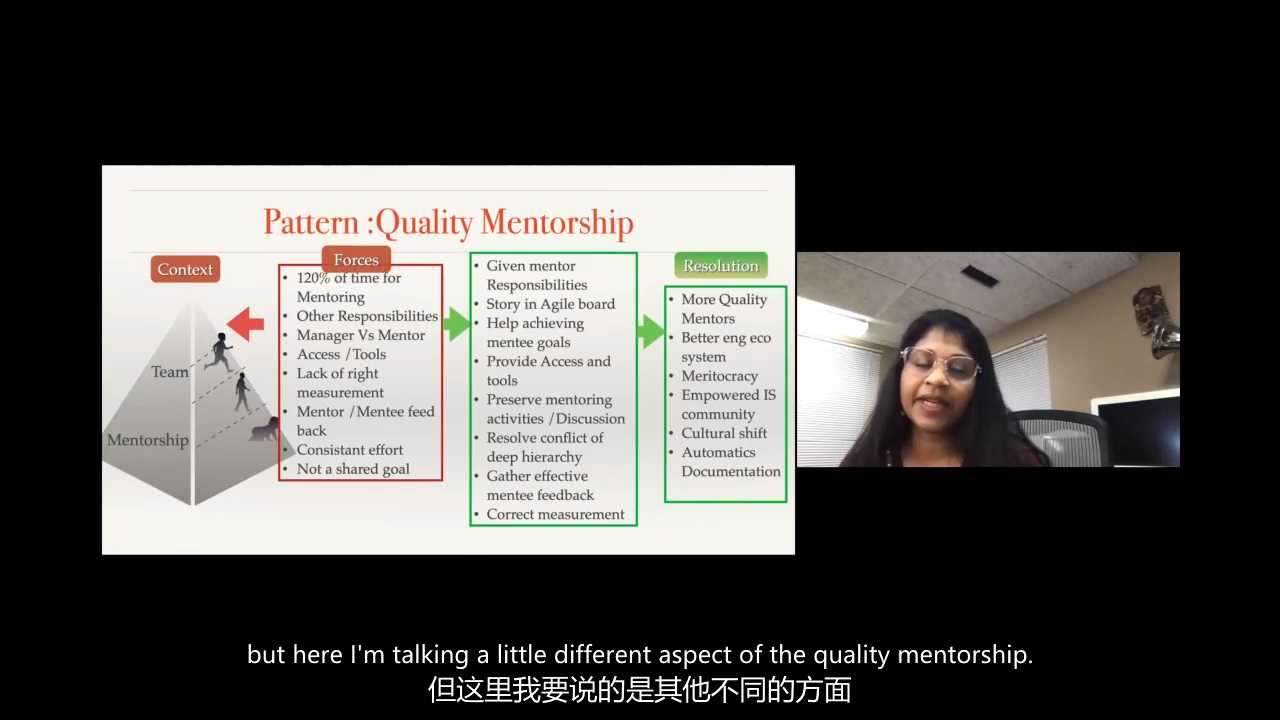 Pattern :Quality Mentorship
Context
Team
Mentorship
Forces
• 120% of time for
Mentoring
• Other Responsibilities
• Manager Vs Mentor
• Access /Tools
• Lack of right
measurement
• Mentor /Mentee feed
back
• Consistant effort
• Not a shared goal
• Given mentor
Responsibilities
• Story in Agile board
• Help achieving
mentee goals
• Provide Access and
tools
• Preserve mentoring
activities /Discussion
• Resolve conflict of
deep hierarchy
• Gather effective
mentee feedback
• Correct measurement
Resolution
• More Quality
Mentors
• Better eng eco
system
• Meritocracy
• Empowered IS
community
• Cultural shift
• Automatics
Documentation
but here I'm talking a little different aspect of the quality mentorship.
但这里我要说的是其他不同的方面